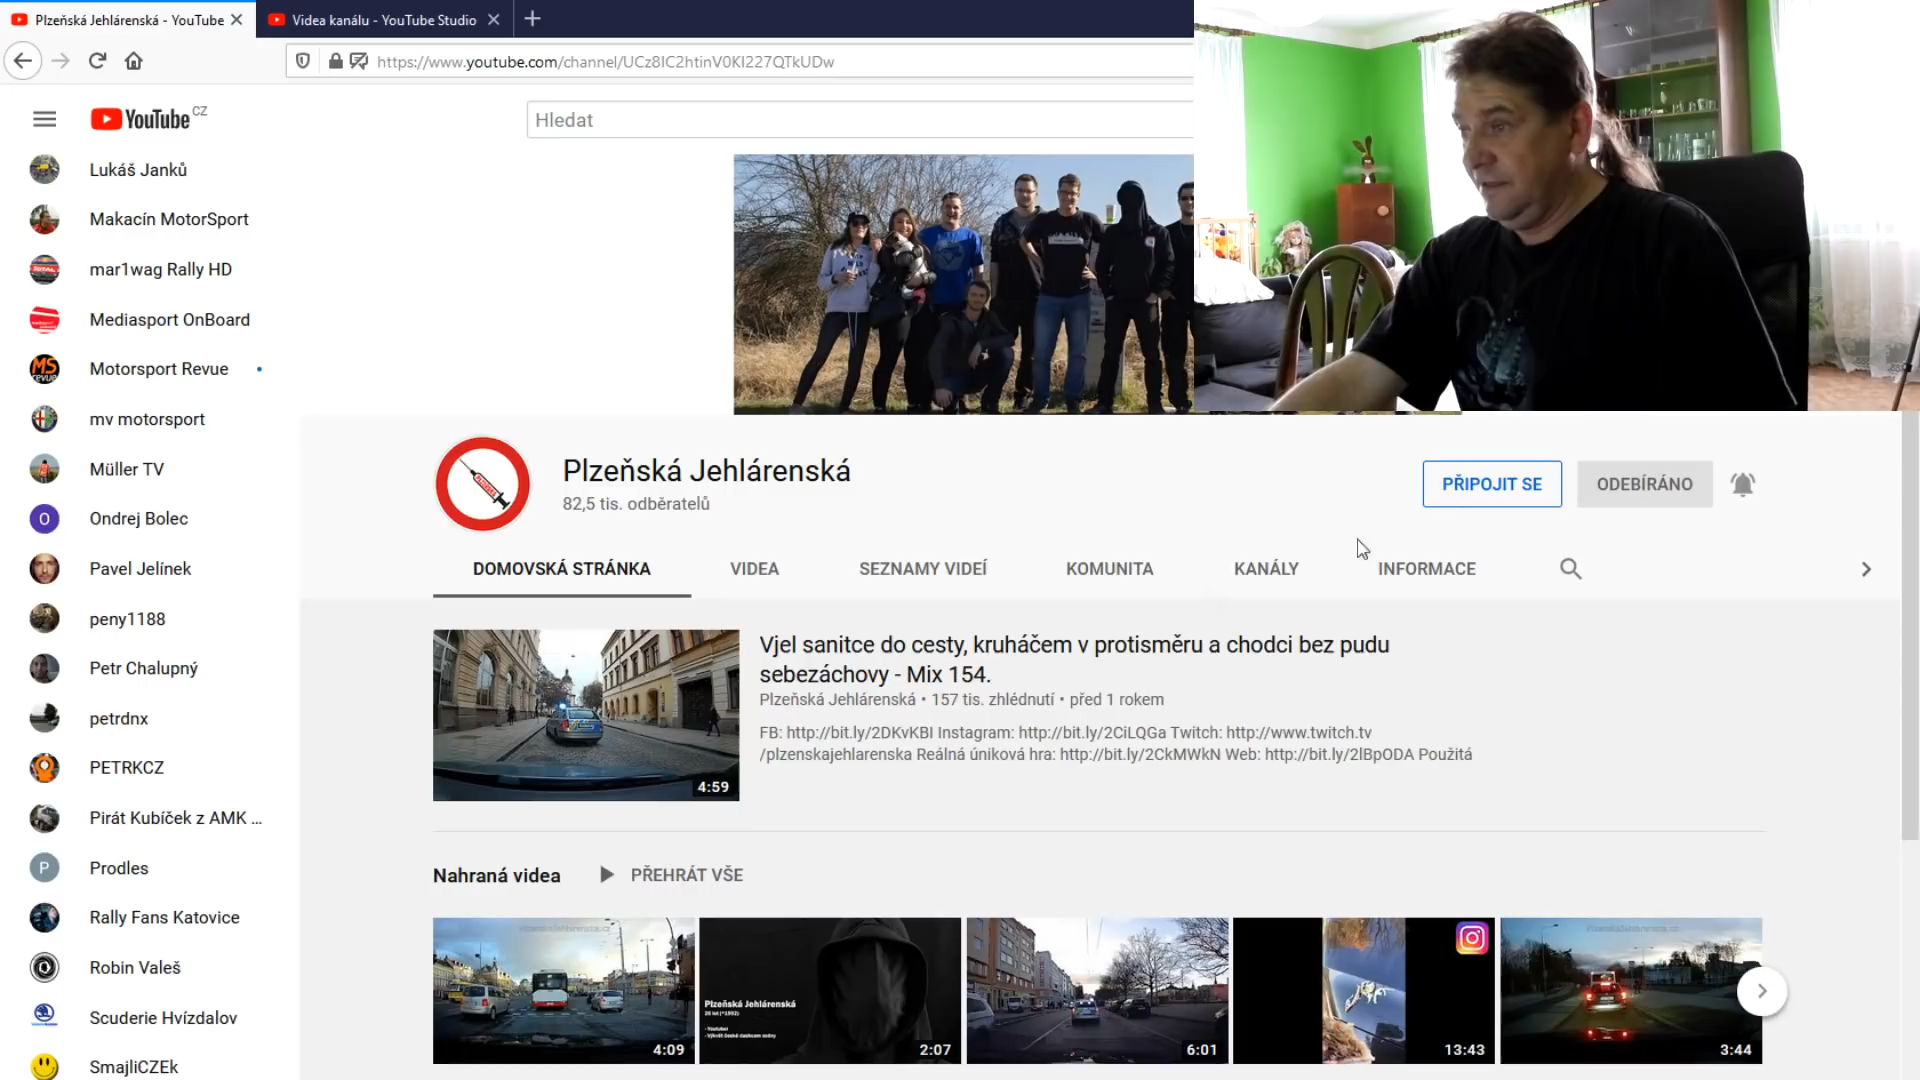 Plzeňská Jehlárenská - YouTube
Videa kanálu - YouTube Studio
https://www.youtube.com/channel/UCz8IC2htinV0KI227QTkUDw
YouTube CZ
Hledat
Lukáš Janků
Makacín MotorSport
mar1wag Rally HD
Mediasport OnBoard
Motorsport Revue
mv motorsport
Müller TV
O
Ondrej Bolec
Pavel Jelínek
peny1188
Petr Chalupný
petrdnx
PETRKCZ
Pirát Kubíček z AMK ...
P
Prodles
Rally Fans Katovice
Robin Valeš
Scuderie Hvízdalov
SmajliCZEk
MS
revue
Plzeňská Jehlárenská
82,5 tis. odběratelů
PŘIPOJIT SE
ODEBÍRÁNO
DOMOVSKÁ STRÁNKA
VIDEA
SEZNAMY VIDEÍ
KOMUNITA
KANÁLY
INFORMACE
Vjel sanitce do cesty, kruháčem v protisměru a chodci bez pudu
sebezáchovy - Mix 154.
Plzeňská Jehlárenská • 157 tis. zhlédnutí • před 1 rokem
FB: http://bit.ly/2DKvKBI Instagram: http://bit.ly/2CiLQGa Twitch: http://www.twitch.tv
/plzenskajehlarenska Reálná úniková hra: http://bit.ly/2CkMWkN Web: http://bit.ly/2lBpODA Použitá
4:59
Nahraná videa
PŘEHRÁT VŠE
4:09
Plzeňská Jehlárenská
2:07
6:01
13:43
3:44